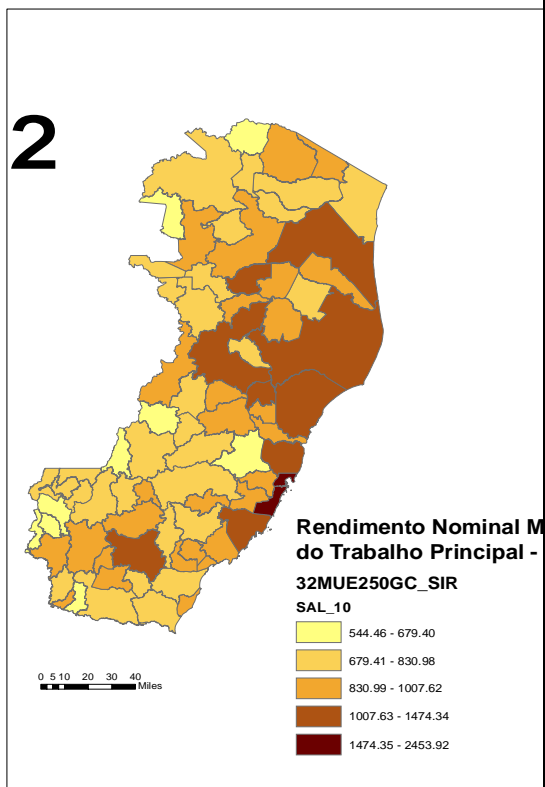 2
Rendimento Nominal M
do Trabalho Principal -
32MUE250GC_SIR
SAL_10
544.46 - 679.40
679.41 - 830.98
830.99 - 1007.62
1007.63 - 1474.34
1474.35 - 2453.92
0 5 10 20 30 40
Miles